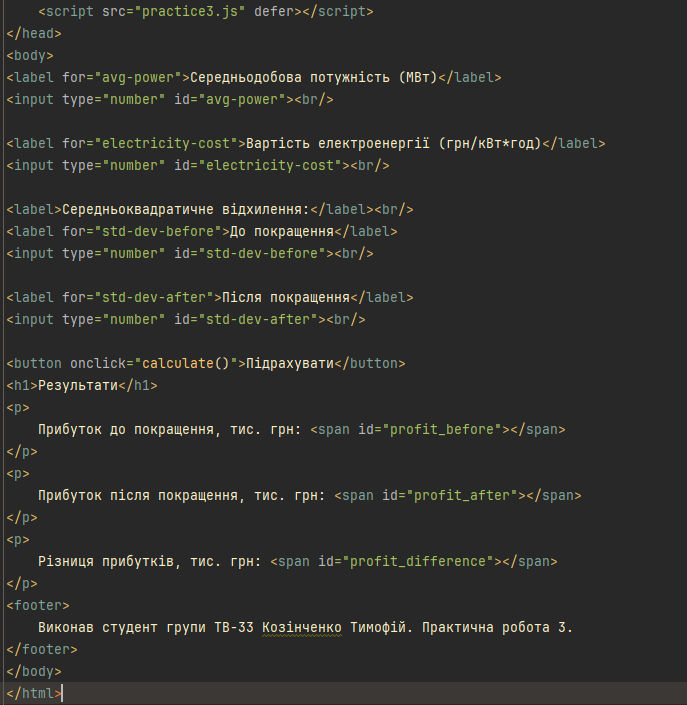 <script src="practice3.js" defer></script>
</head>
<body>
<label for="avg-power">Середньодобова потужність (МВт)</label>
<input type="number" id="avg-power"><br/>
<label for="electricity-cost">Вартість електроенергії (грн/кВт*год)</label>
<input type="number" id="electricity-cost"><br/>
<label>Середньоквадратичне відхилення:</label><br/>
<label for="std-dev-before">До покращення</label>
<input type="number" id="std-dev-before"><br/>
<label for="std-dev-after">Після покращення</label>
<input type="number" id="std-dev-after"><br/>
<button onclick="calculate()">Підрахувати</button>
<h1>Результати</h1>
<p>
Прибуток до покращення, тис. грн: <span id="profit_before"></span>
</p>
<p>
Прибуток після покращення, тис. грн: <span id="profit_after"></span>
</p>
<p>
Різниця прибутків, тис. грн: <span id="profit_difference"></span>
</p>
<footer>
Виконав студент групи ТВ-33 Козінченко Тимофій. Практична робота 3.
</footer>
</body>
</html>